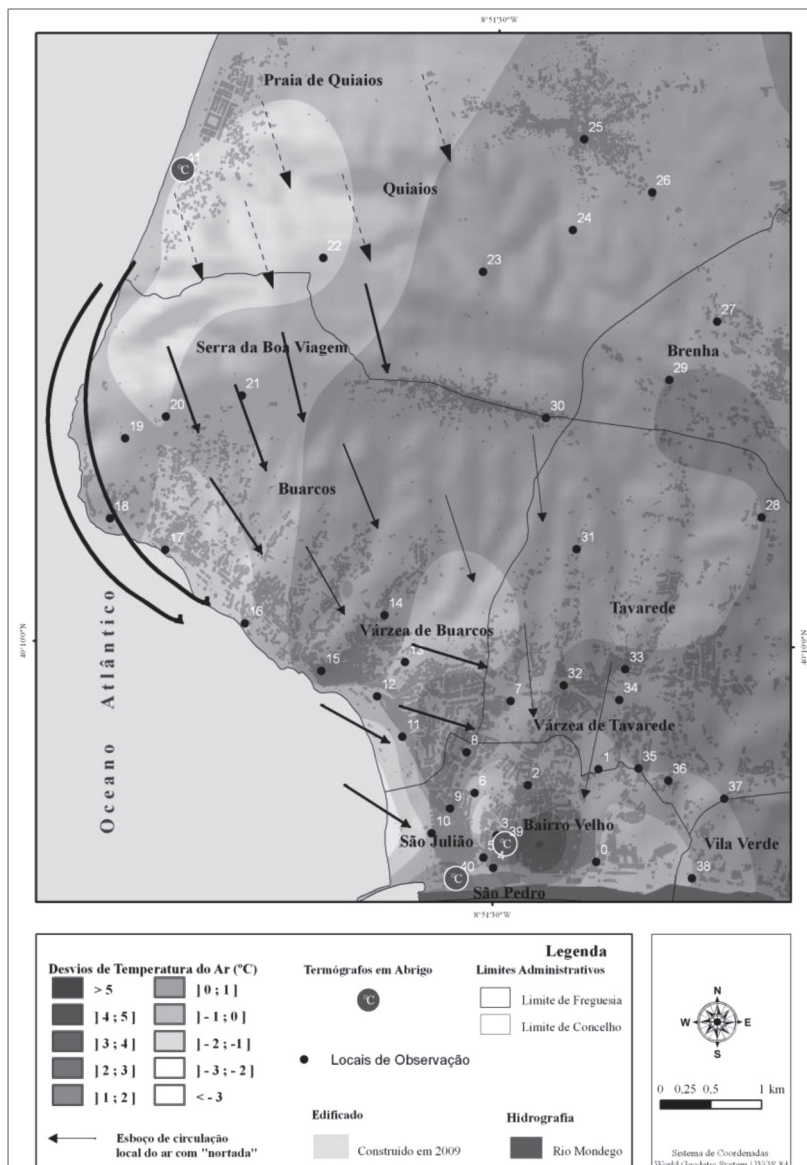 8°51'30"W
Praia de Quiaios
25
41
°C
26
Quiaios
24
22
23
27
Serra da Boa Viagem
Brenha
29
21
20
30
19
Buarcos
18
28
17
31
14
Tavarede
16
Várzea de Buarcos
40°10'0"N
40°10'0"N
13
33
15
32
12
7
34
Várzea de Tavarede
11
8
1
35
36
2
6
37
9
10
3
39
Bairro Velho
São Julião
°C
Vila Verde
5
4
0
40
°C
38
São Pedro
Oceano Atlântico
8°51'30"W
Legenda
Desvios de Temperatura do Ar (°C)
> 5
] 0 ; 1 ]
] 4 ; 5 ]
] - 1 ; 0 ]
] 3 ; 4 ]
] - 2 ; -1 ]
] 2 ; 3 ]
] - 3 ; - 2 ]
] 1 ; 2 ]
< - 3
Esboço de circulação
local do ar com "nortada"
Termógrafos em Abrigo
°C
Locais de Observação
Limites Administrativos
Limite de Freguesia
Limite de Concelho
Edificado
Construido em 2009
Hidrografia
Rio Mondego
N
W
E
S
0 0,25 0,5 1 km
Sistema de Coordenadas
World Geodetic System | WGS 84